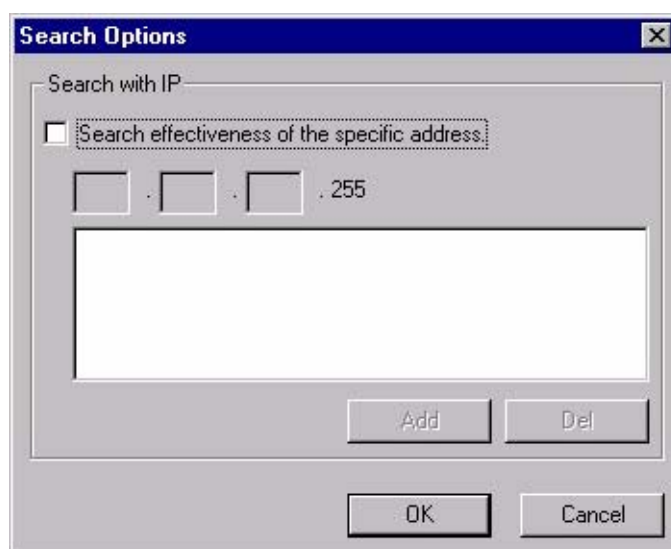 Search Options
Search with IP
Search effectiveness of the specific address.
. . . 255
Add Del
OK Cancel